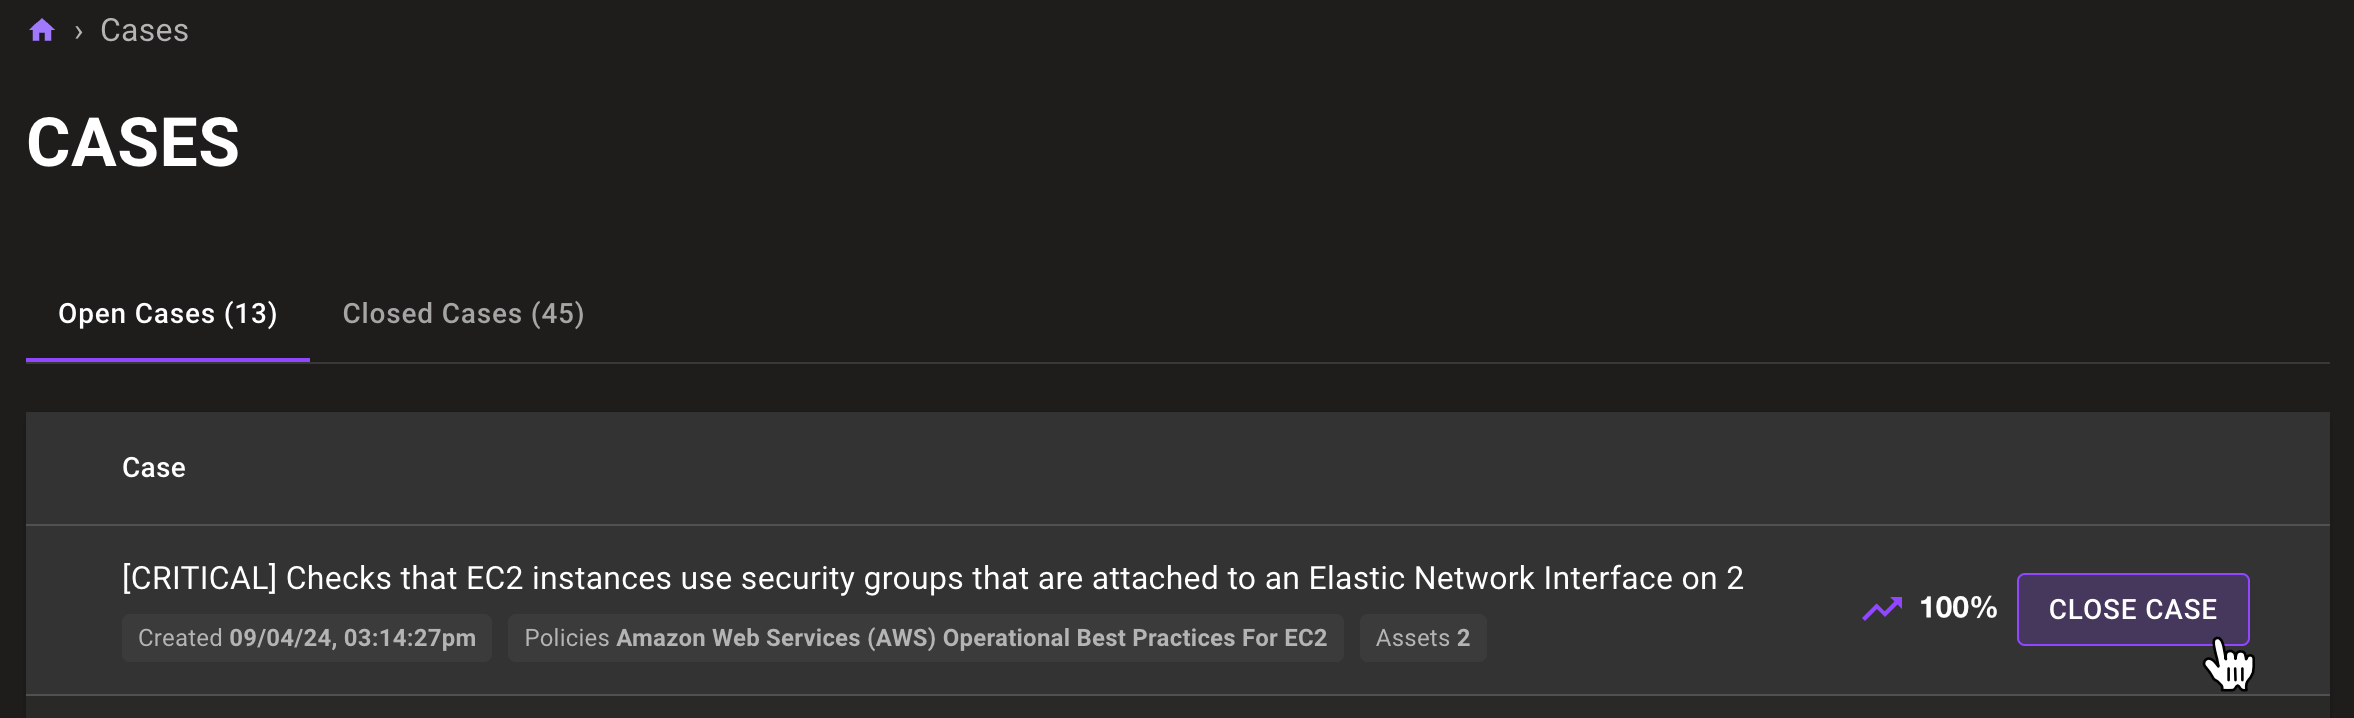 › Cases
CASES
Open Cases (13) Closed Cases (45)
Case
[CRITICAL] Checks that EC2 instances use security groups that are attached to an Elastic Network Interface on 2
Created 09/04/24, 03:14:27pm Policies Amazon Web Services (AWS) Operational Best Practices For EC2 Assets 2
100% CLOSE CASE